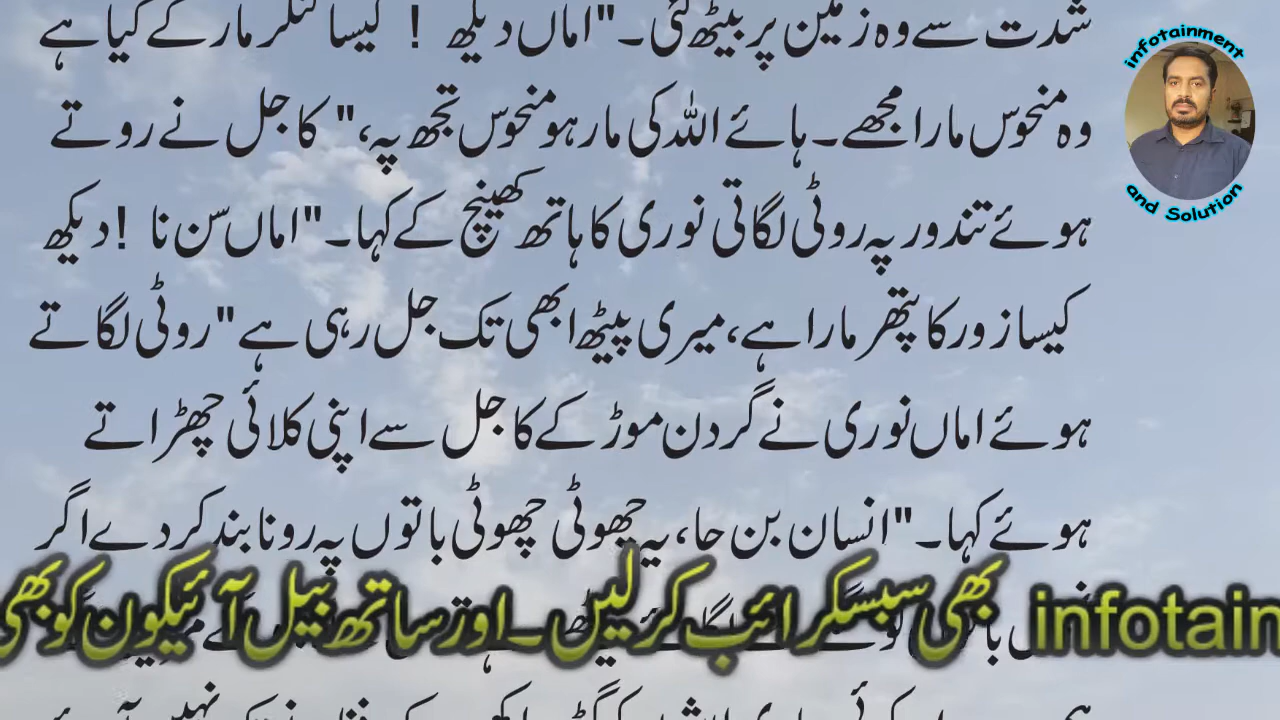 شدت سے وہ زمین پر بیٹھ گئی۔"اماں دیکھ ! کیسا کنکر مار کے گیا ہے
وہ منحوس مارا مجھے۔ ہائے اللہ کی مار ہو منحوس تجھ پہ،" کاجل نے روتے
ہوئے تندور پہ روٹی لگاتی نوری کا ہاتھ کھینچ کے کہا۔"اماں سن نا !دیکھ
کیسا زور کا پتھر مارا ہے، میری پیٹھ ابھی تک جل رہی ہے"روٹی لگاتے
ہوئے اماں نوری نے گردن موڑ کے کاجل سے اپنی کلائی چھڑاتے
ہوئے کہا۔"انسان بن جا، یہ چھوٹی چھوٹی باتوں پہ رونا بند کر دے اگر
infotain بھی سبسکرائب کرلیں۔ اور ساتھ بیل آئیکون کو بھی
infotainment
and Solution